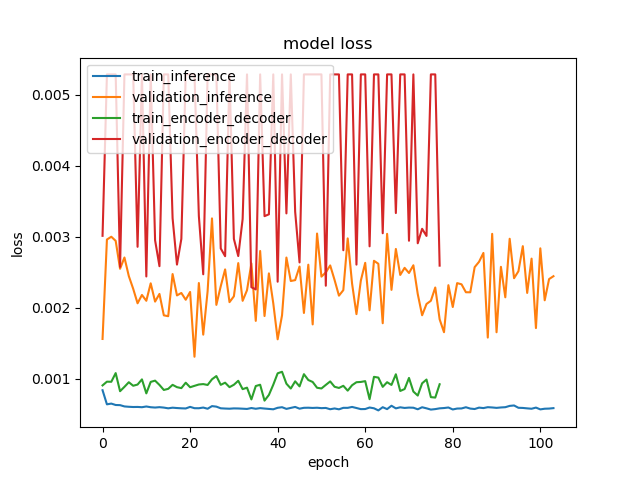 model loss
train_inference
validation_inference
train_encoder_decoder
validation_encoder_decoder
loss
0.005
0.004
0.003
0.002
0.001
0 20 40 60 80 100
epoch